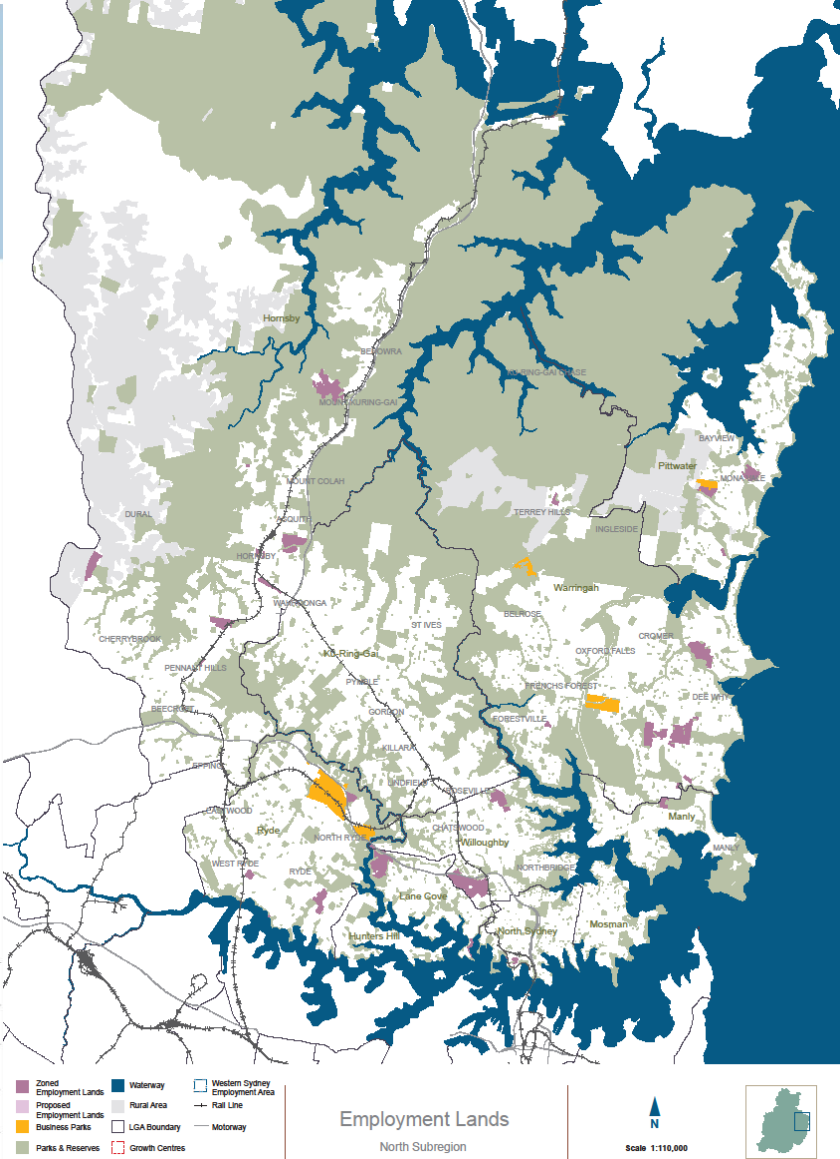 Hornsby
BEROWRA
KU-RING-GAI CHASE
MOUNT KURING-GAI
BAYVIEW
Pittwater
MONA VALE
MOUNT COLAH
TERREY HILLS
DURAL
ASQUITH
INGLESIDE
HORNSBY
Warringah
WAHROONGA
BELROSE
ST IVES
CHERRYBROOK
CROMER
OXFORD FALLS
Ku-Ring-Gai
PENNANT HILLS
PYMBLE
FRENCHS FOREST
DEE WHY
BEECROFT
GORDON
FORESTVILLE
KILLARA
EPPING
LINDFIELD
ROSEVILLE
EASTWOOD
Manly
Ryde
CHATSWOOD
NORTH RYDE
Willoughby
MANLY
WEST RYDE
RYDE
NORTHBRIDGE
Lane Cove
Mosman
North Sydney
Hunters Hill
Zoned
Employment Lands
Proposed
Employment Lands
Business Parks
Parks & Reserves
Waterway
Rural Area
LGA Boundary
Growth Centres
Western Sydney
Employment Area
Rail Line
Motorway
Employment Lands
North Subregion
N
Scale 1:110,000